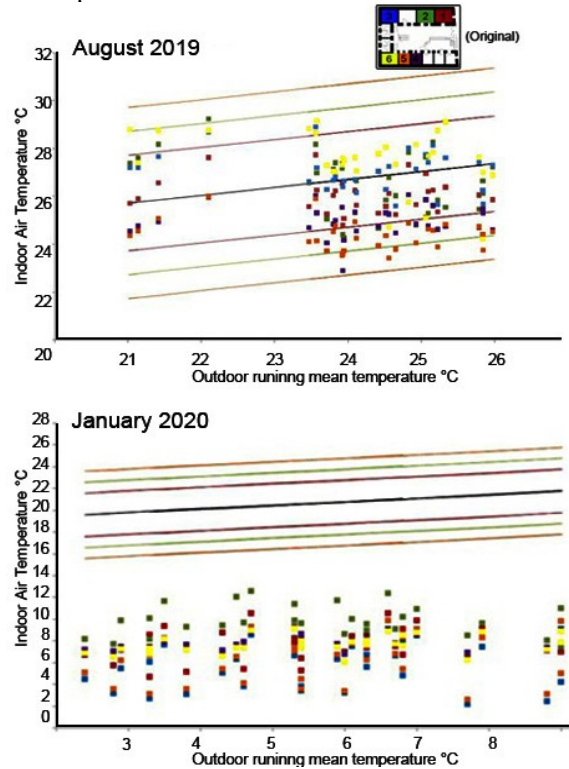 August 2019
2
6 5
(Original)
Indoor Air Temperature °C
32
30
28
26
24
22
20
21 22 23 24 25 26
Outdoor runinng mean temperature °C
January 2020
Indoor Air Temperature °C
28
26
24
22
20
18
16
14
12
10
8
6
4
2
0
3 4 5 6 7 8
Outdoor runinng mean temperature °C